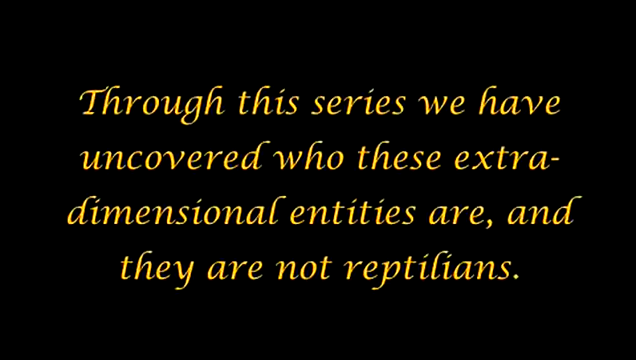 Through this series we have
uncovered who these extra-
dimensional entities are, and
they are not reptilians.